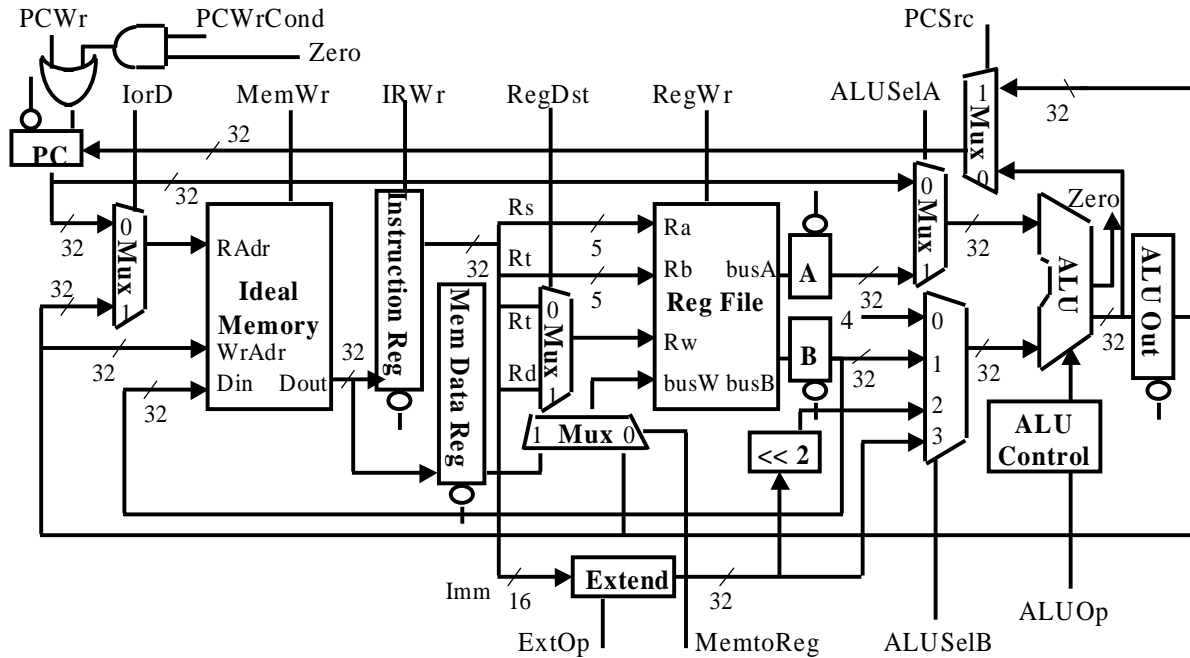 PCWr
PCWrCond
Zero
PCSrc
IorD
MemWr
IRWr
RegDst
RegWr
ALUSelA
32
1
Mux
0
32
PC
32
32
0
Mux
1
32
32
32
32
RAdr
Ideal
Memory
WrAdr
Din
Dout
32
Instruction Reg
Mem Data Reg
32
Rs
Rt
Rt
Rd
5
5
0
Mux
1
Ra
Rb
busA
Reg File
Rw
busW
busB
1 Mux 0
A
B
32
32
4
<< 2
0
Mux
1
0
1
2
3
32
32
Zero
ALU
32
ALU Out
ALU
Control
Imm
16
Extend
32
ExtOp
MemtoReg
ALUSelB
ALUOp